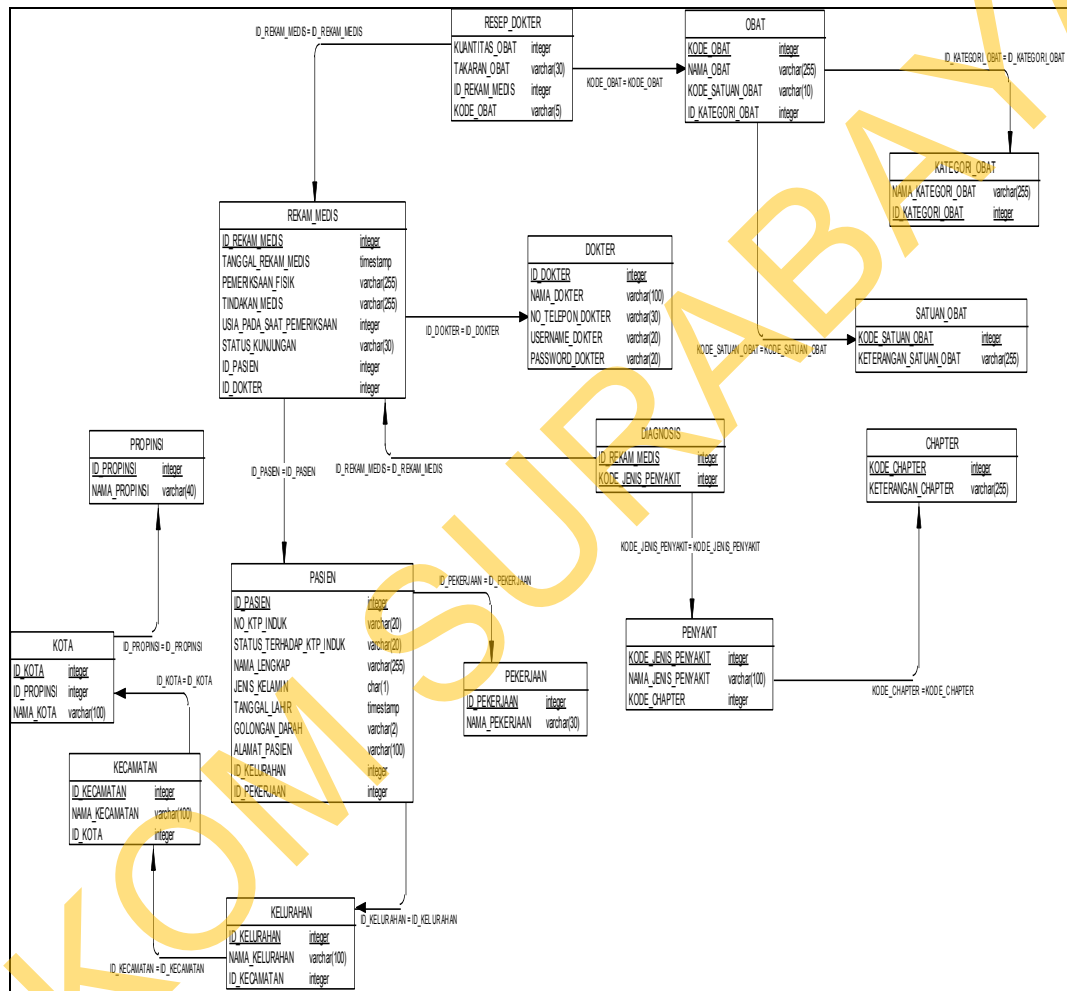 RESEP_DOKTER
KUANTITAS_OBAT integer
TAKARAN_OBAT varchar(30)
ID_REKAM_MEDIS integer
KODE_OBAT varchar(5)
OBAT
KODE_OBAT integer
NAMA_OBAT varchar(255)
KODE_SATUAN_OBAT varchar(10)
ID_KATEGORI_OBAT integer
ID_REKAM_MEDIS = ID_REKAM_MEDIS
KODE_OBAT = KODE_OBAT
ID_KATEGORI_OBAT = ID_KATEGORI_OBAT
KATEGORI_OBAT
NAMA_KATEGORI_OBAT varchar(255)
ID_KATEGORI_OBAT integer
REKAM_MEDIS
ID_REKAM_MEDIS integer
TANGGAL_REKAM_MEDIS timestamp
PEMERIKSAAN_FISIK varchar(255)
TINDAKAN_MEDIS varchar(255)
USIA_PADA_SAAT_PEMERIKSAAN integer
STATUS_KUNJUNGAN varchar(30)
ID_PASIEN integer
ID_DOKTER integer
ID_DOKTER = ID_DOKTER
DOKTER
ID_DOKTER integer
NAMA_DOKTER varchar(100)
NO_TELEPON_DOKTER varchar(30)
USERNAME_DOKTER varchar(20)
PASSWORD_DOKTER varchar(20)
SATUAN_OBAT
KODE_SATUAN_OBAT integer
KETERANGAN_SATUAN_OBAT varchar(255)
KODE_SATUAN_OBAT = KODE_SATUAN_OBAT
PROPINSI
ID_PROPINSI integer
NAMA_PROPINSI varchar(40)
ID_PASIEN = ID_PASIEN
ID_REKAM_MEDIS = ID_REKAM_MEDIS
DIAGNOSIS
ID_REKAM_MEDIS integer
KODE_JENIS_PENYAKIT integer
CHAPTER
KODE_CHAPTER integer
KETERANGAN_CHAPTER varchar(255)
KODE_JENIS_PENYAKIT = KODE_JENIS_PENYAKIT
PASIEN
ID_PASIEN integer
NO_KTP_INDUK varchar(20)
STATUS_TERHADAP_KTP_INDUK varchar(20)
NAMA_LENGKAP varchar(255)
JENIS_KELAMIN char(1)
TANGGAL_LAHIR timestamp
GOLONGAN_DARAH varchar(2)
ALAMAT_PASIEN varchar(100)
ID_KELURAHAN integer
ID_PEKERJAAN integer
ID_PEKERJAAN = ID_PEKERJAAN
PEKERJAAN
ID_PEKERJAAN integer
NAMA_PEKERJAAN varchar(30)
PENYAKIT
KODE_JENIS_PENYAKIT integer
NAMA_JENIS_PENYAKIT varchar(100)
KODE_CHAPTER integer
KODE_CHAPTER = KODE_CHAPTER
KOTA
ID_KOTA integer
ID_PROPINSI integer
NAMA_KOTA varchar(100)
ID_PROPINSI = ID_PROPINSI
ID_KOTA = ID_KOTA
KECAMATAN
ID_KECAMATAN integer
NAMA_KECAMATAN varchar(100)
ID_KOTA integer
KELURAHAN
ID_KELURAHAN integer
NAMA_KELURAHAN varchar(100)
ID_KECAMATAN integer
ID_KELURAHAN = ID_KELURAHAN
ID_KECAMATAN = ID_KECAMATAN
KOM SURABAY